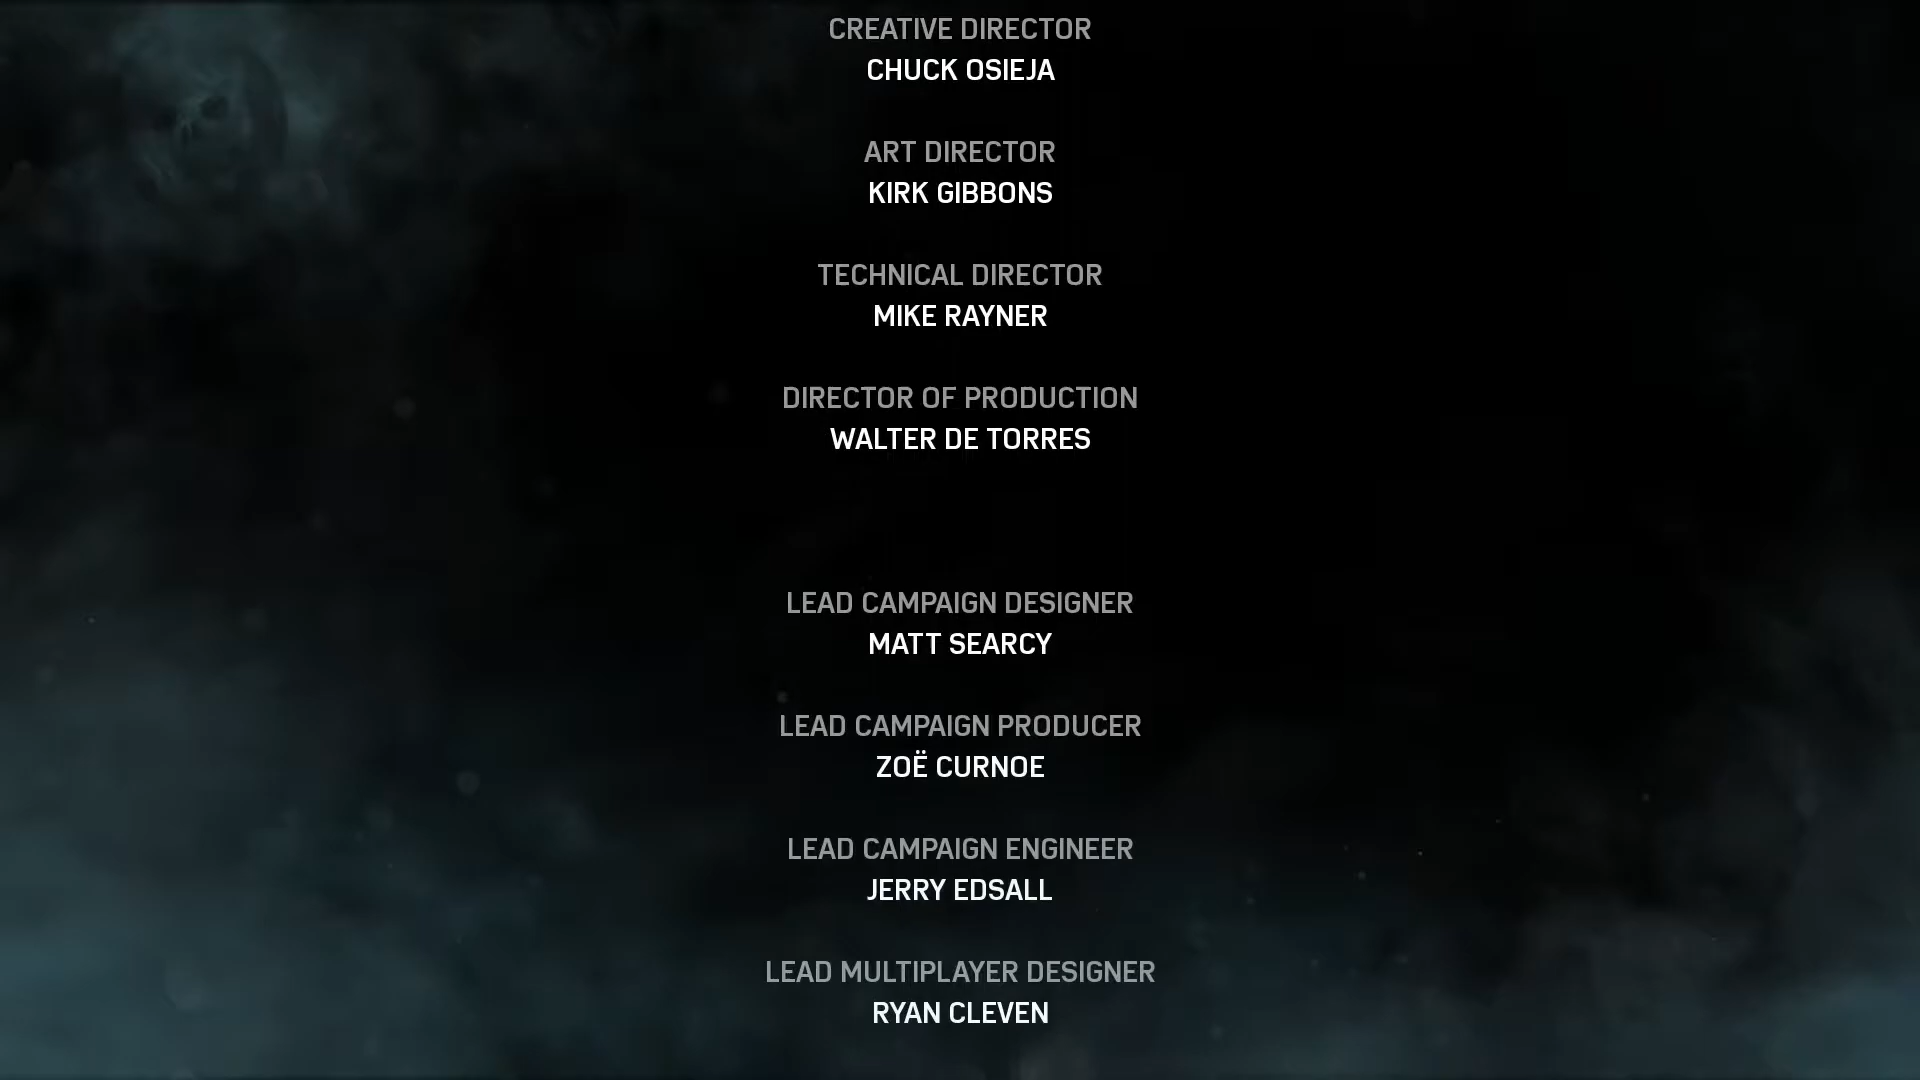 CREATIVE DIRECTOR
CHUCK OSIEJA
ART DIRECTOR
KIRK GIBBONS
TECHNICAL DIRECTOR
MIKE RAYNER
DIRECTOR OF PRODUCTION
WALTER DE TORRES
LEAD CAMPAIGN DESIGNER
MATT SEARCY
LEAD CAMPAIGN PRODUCER
ZOË CURNOE
LEAD CAMPAIGN ENGINEER
JERRY EDSALL
LEAD MULTIPLAYER DESIGNER
RYAN CLEVEN